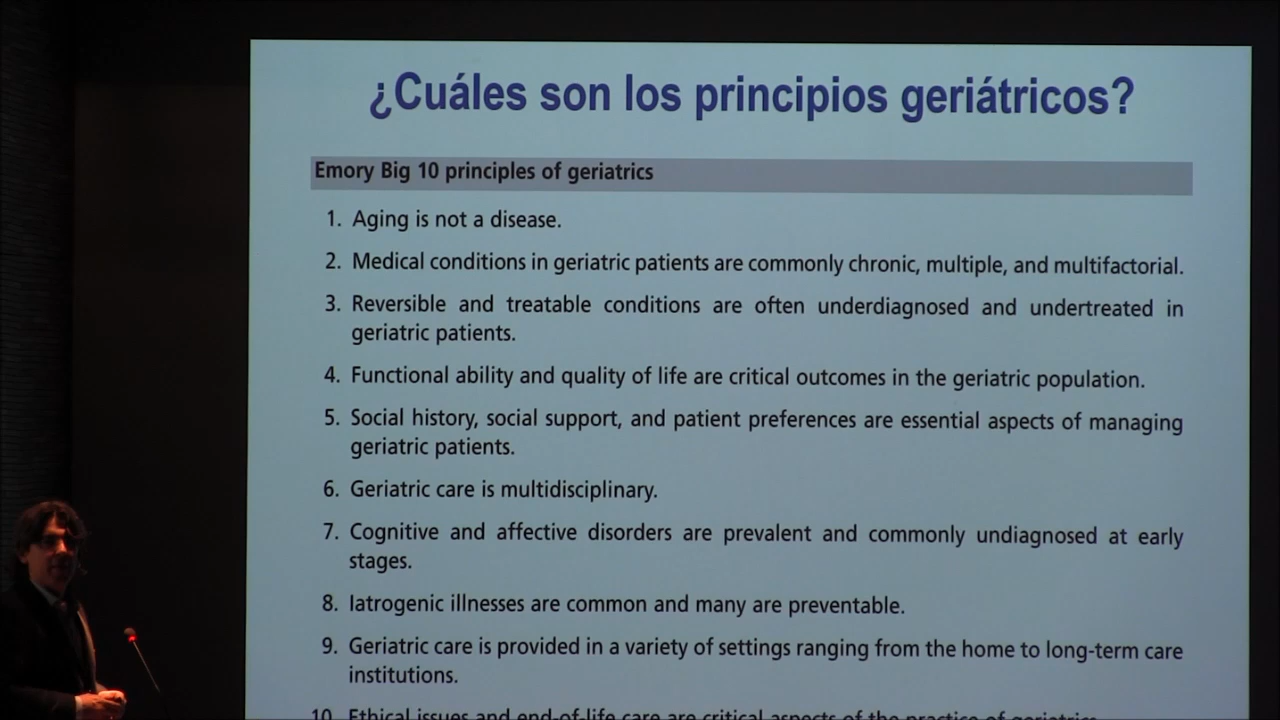 ¿Cuáles son los principios geriátricos?
Emory Big 10 principles of geriatrics
1. Aging is not a disease.
2. Medical conditions in geriatric patients are commonly chronic, multiple, and multifactorial.
3. Reversible and treatable conditions are often underdiagnosed and undertreated in
geriatric patients.
4. Functional ability and quality of life are critical outcomes in the geriatric population.
5. Social history, social support, and patient preferences are essential aspects of managing
geriatric patients.
6. Geriatric care is multidisciplinary.
7. Cognitive and affective disorders are prevalent and commonly undiagnosed at early
stages.
8. Iatrogenic illnesses are common and many are preventable.
9. Geriatric care is provided in a variety of settings ranging from the home to long-term care
institutions.
10. Ethical issues and end-of-life care are critical aspects of the practice of geriatrics.